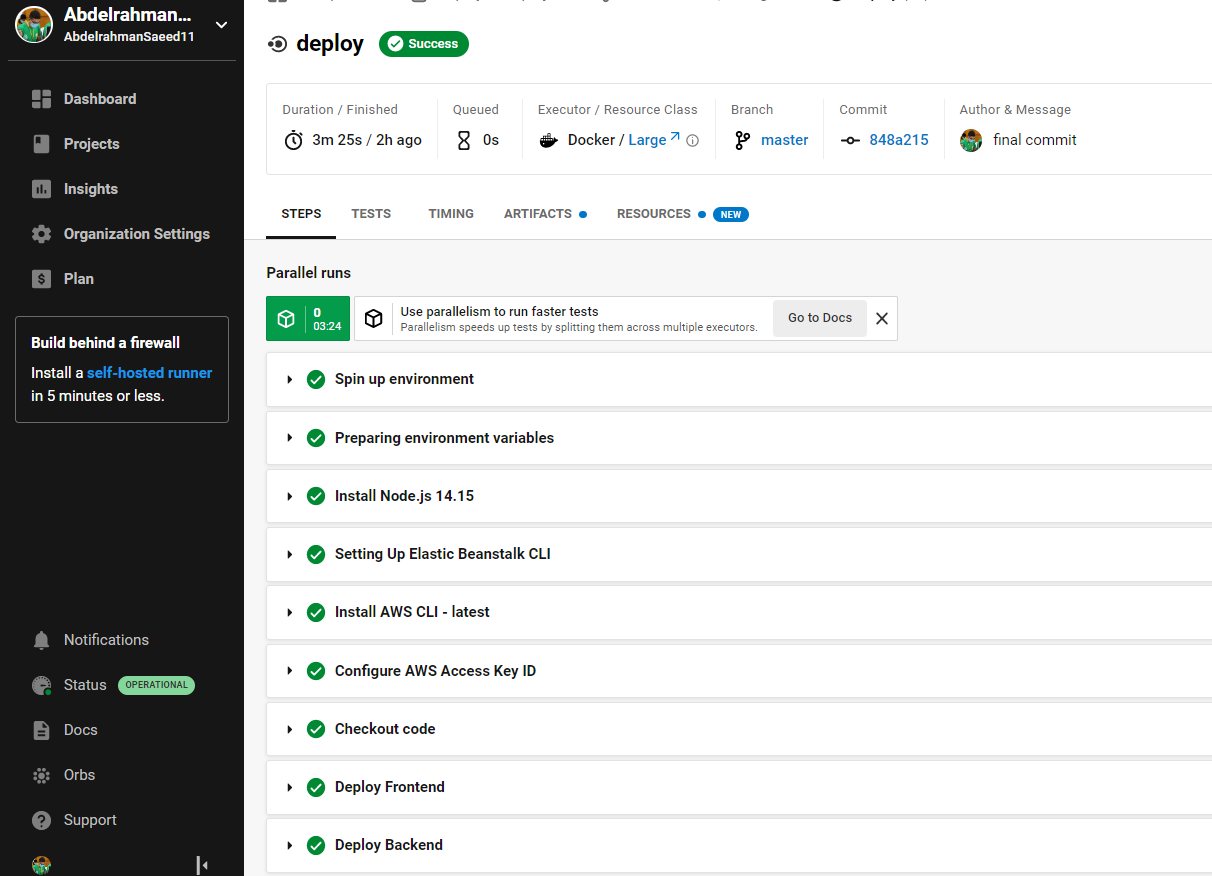 Abdelrahman...
AbdelrahmanSaeed11
Dashboard
Projects
Insights
Organization Settings
Plan
Build behind a firewall
Install a self-hosted runner
in 5 minutes or less.
Notifications
Status OPERATIONAL
Docs
Orbs
Support
deploy Success
Duration / Finished
3m 25s / 2h ago
Queued
0s
Executor / Resource Class
Docker / Large
Branch
master
Commit
848a215
Author & Message
final commit
STEPS TESTS TIMING ARTIFACTS RESOURCES NEW
Parallel runs
0
03:24
Use parallelism to run faster tests
Parallelism speeds up tests by splitting them across multiple executors.
Go to Docs
Spin up environment
Preparing environment variables
Install Node.js 14.15
Setting Up Elastic Beanstalk CLI
Install AWS CLI - latest
Configure AWS Access Key ID
Checkout code
Deploy Frontend
Deploy Backend